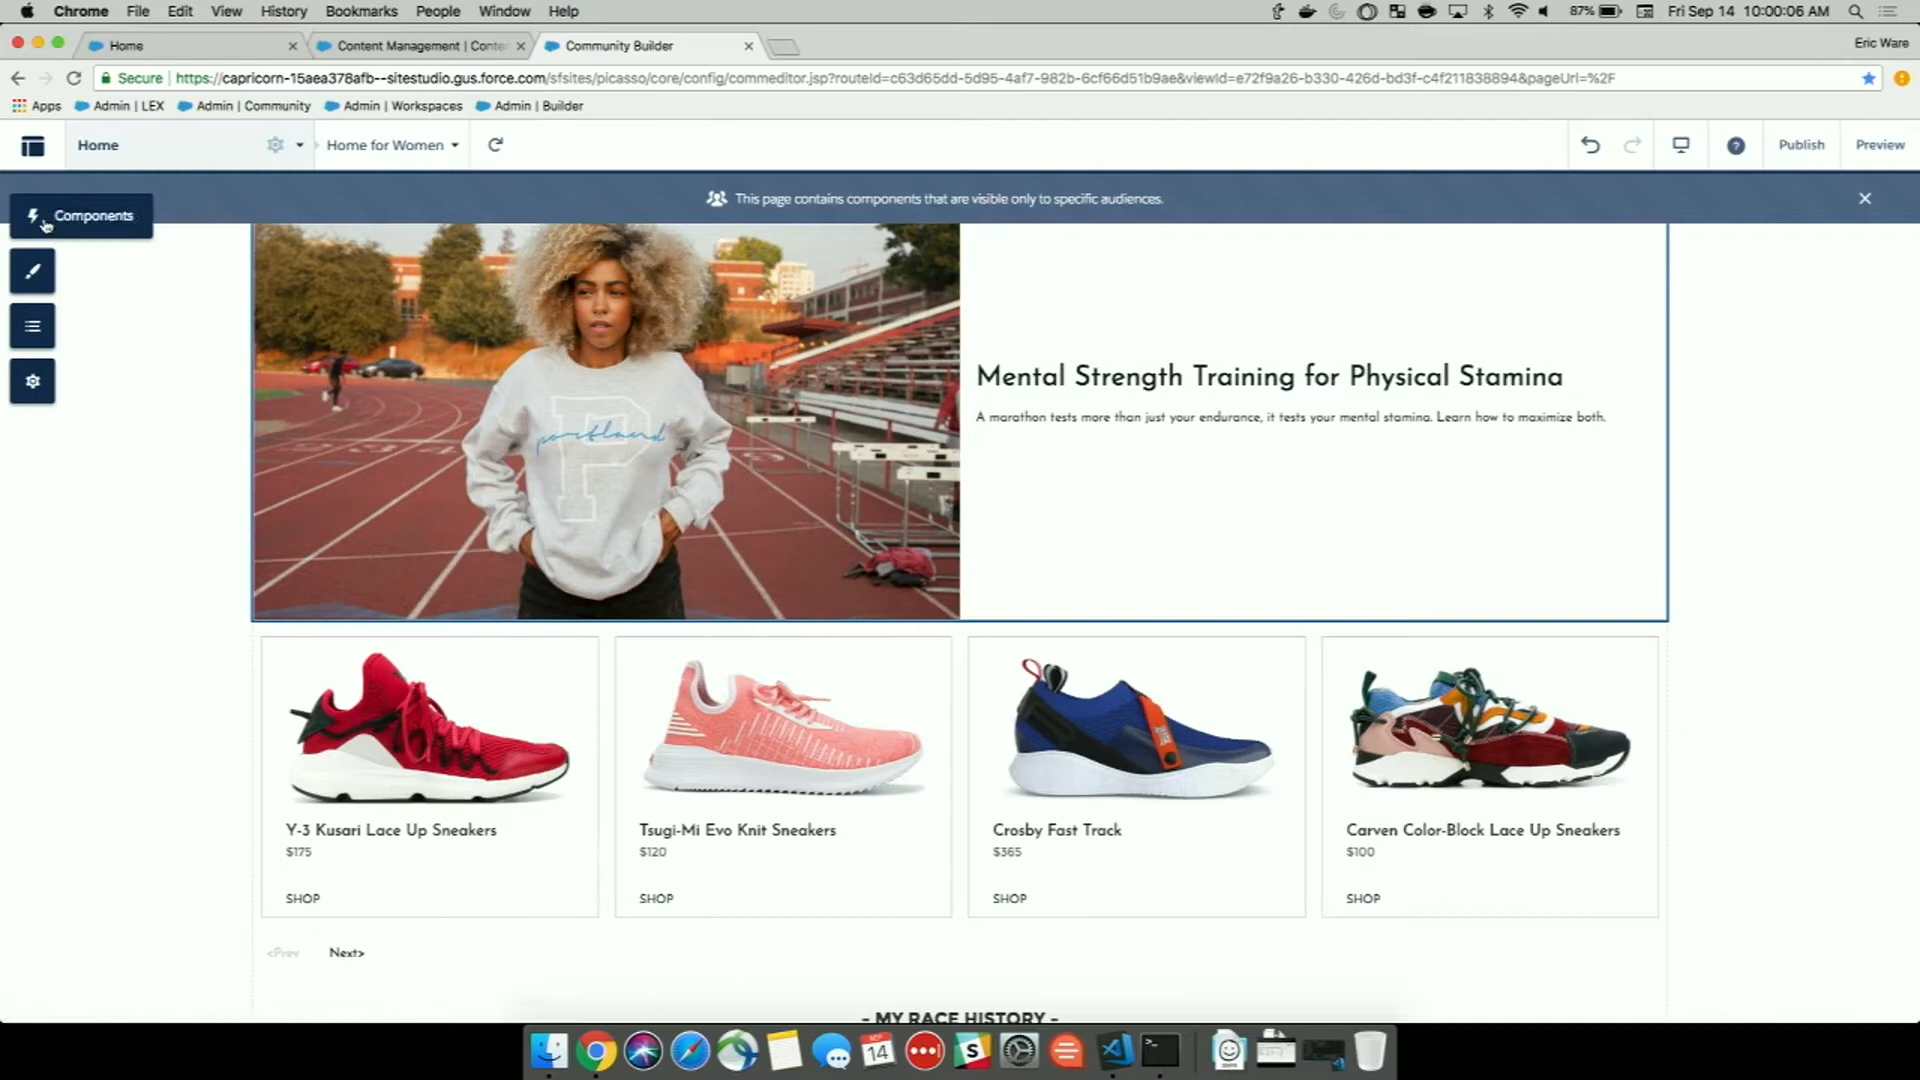 Chrome File Edit View History Bookmarks People Window Help 87% Fri Sep 14 10:00:06 AM
Home Content Management | Conte Community Builder Eric Ware
Secure https://capricorn-15aea378afb--sitestudio.gus.force.com/sfsites/picasso/core/config/commeditor.jsp?routeId=c63d65dd-5d95-4af7-982b-6cf66d51b9ae&viewId=e72f9a26-b330-426d-bd3f-c4f211838894&pageUrl=%2F
Apps Admin | LEX Admin | Community Admin | Workspaces Admin | Builder
Home Home for Women ? Publish Preview
This page contains components that are visible only to specific audiences.
Components
P
portland
Mental Strength Training for Physical Stamina
A marathon tests more than just your endurance, it tests your mental stamina. Learn how to maximize both.
Y-3 Kusari Lace Up Sneakers
$175
SHOP
Tsugi-Mi Evo Knit Sneakers
$120
SHOP
Crosby Fast Track
$365
SHOP
Carven Color-Block Lace Up Sneakers
$100
SHOP
<Prev Next>
- MY RACE HISTORY -
14
S